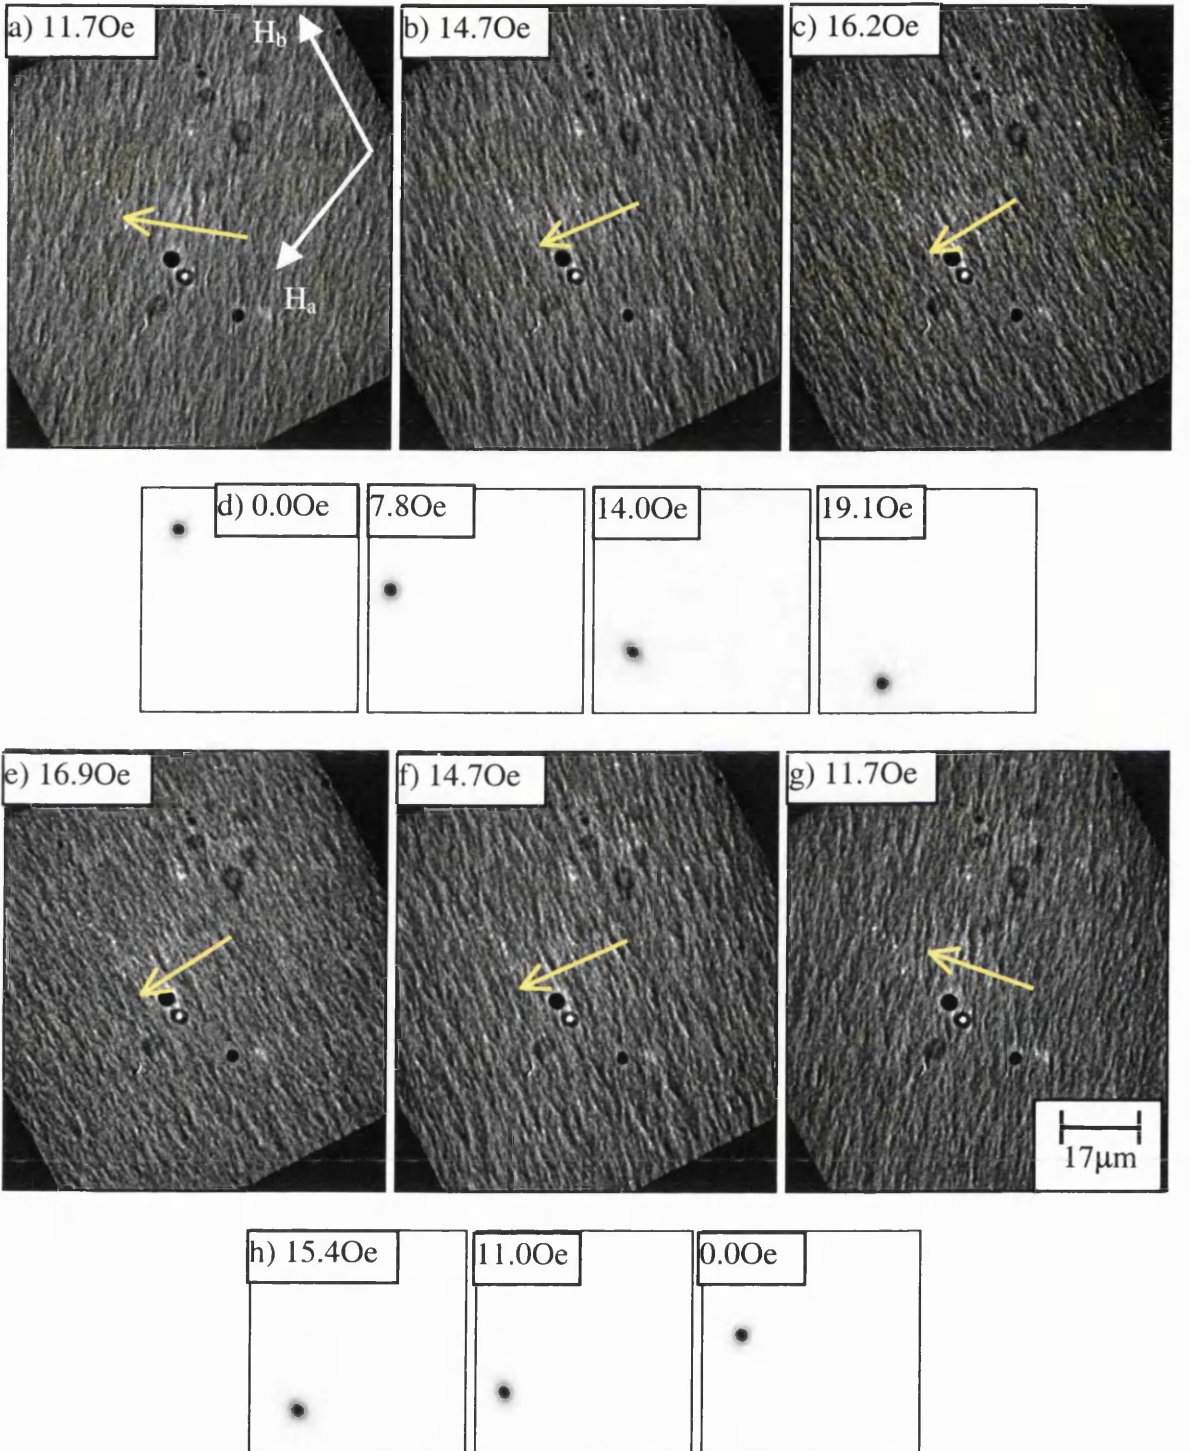 a) 11.7Oe
H_b
H_a
b) 14.7Oe
c) 16.2Oe
d) 0.0Oe
7.8Oe
14.0Oe
19.1Oe
e) 16.9Oe
f) 14.7Oe
g) 11.7Oe
17μm
h) 15.4Oe
11.0Oe
0.0Oe